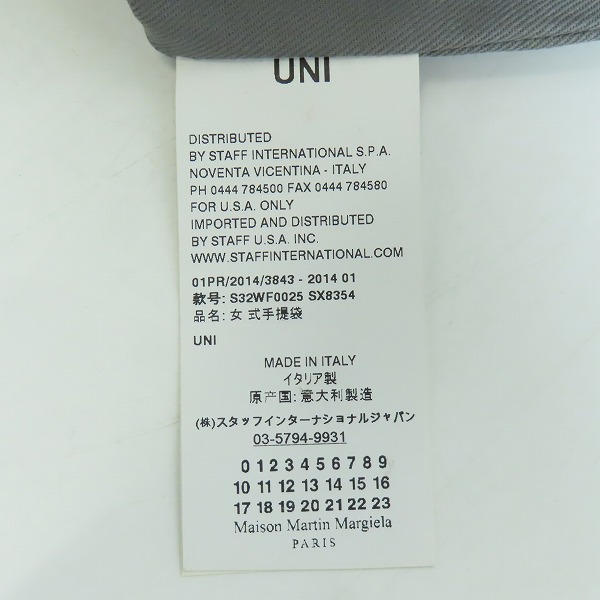 UNI
DISTRIBUTED
BY STAFF INTERNATIONAL S.P.A.
NOVENTA VICENTINA - ITALY
PH 0444 784500 FAX 0444 784580
FOR U.S.A. ONLY
IMPORTED AND DISTRIBUTED
BY STAFF U.S.A. INC.
WWW.STAFFINTERNATIONAL.COM
01PR/2014/3843 - 2014 01
款号: S32WF0025 SX8354
品名: 女 式手提袋
UNI
MADE IN ITALY
イタリア製
原产国: 意大利製造
(株)スタッフインターナショナルジャパン
03-5794-9931
0 1 2 3 4 5 6 7 8 9
10 11 12 13 14 15 16
17 18 19 20 21 22 23
Maison Martin Margiela
PARIS